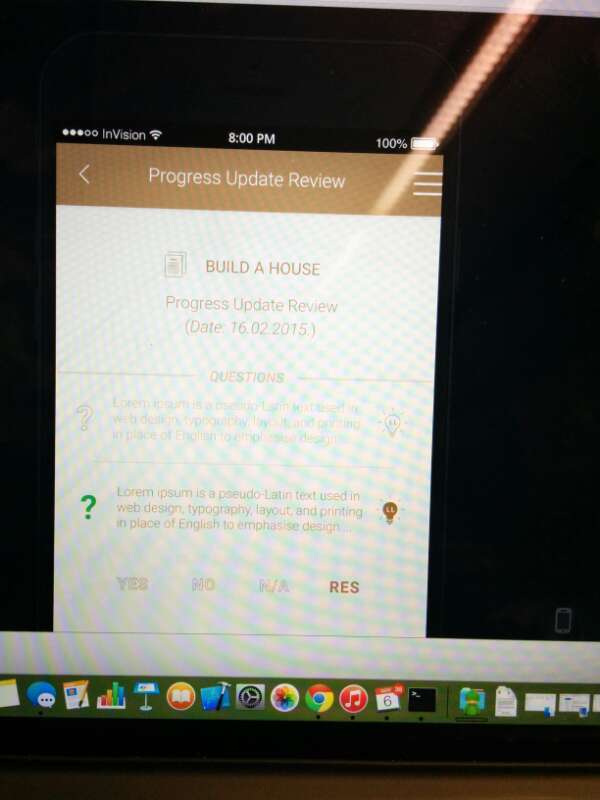 InVision 8:00 PM 100%
Progress Update Review
BUILD A HOUSE
Progress Update Review
(Date: 16.02.2015.)
QUESTIONS
Lorem ipsum is a pseudo-Latin text used in
web design, typography, layout, and printing
in place of English to emphasise design ...
LL
Lorem ipsum is a pseudo-Latin text used in
web design, typography, layout, and printing
in place of English to emphasise design ...
LL
YES NO N/A RES
6